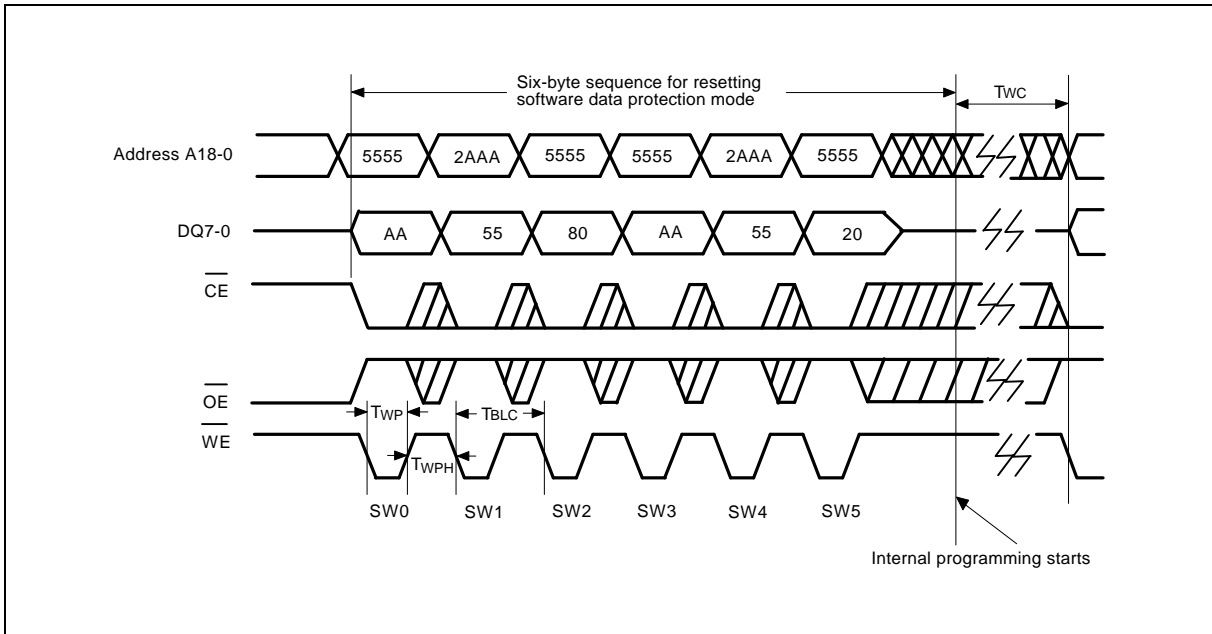 Six-byte sequence for resetting
software data protection mode
TWC
Address A18-0
5555 2AAA 5555 5555 2AAA 5555
DQ7-0
AA 55 80 AA 55 20
CE
OE
TWP
TBLC
WE
TWPH
SW0 SW1 SW2 SW3 SW4 SW5
Internal programming starts